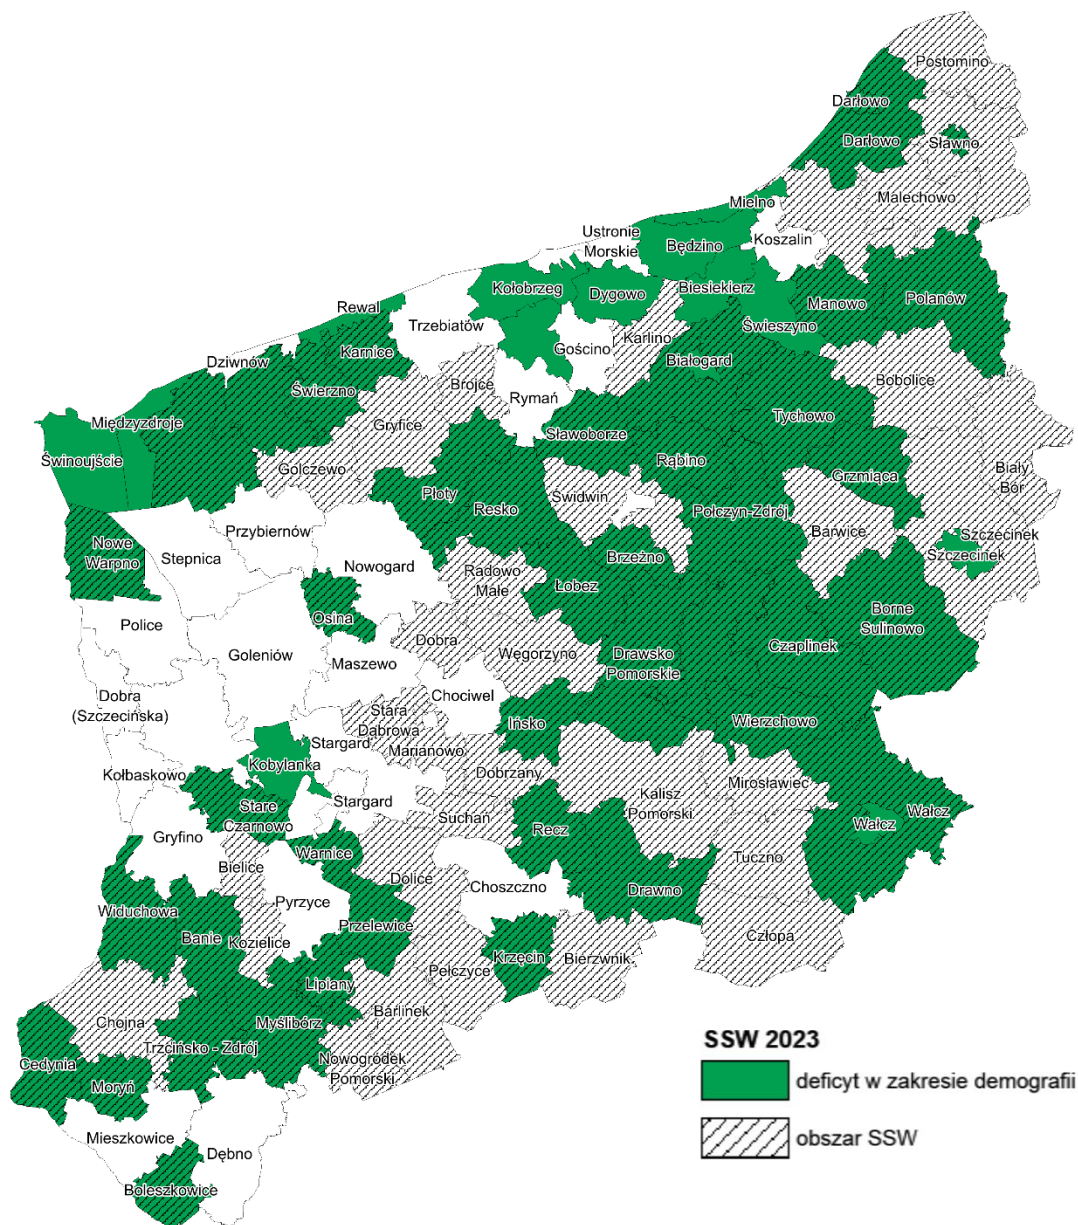 Postomino
Darłowo
Darłowo
Sławno
Malechowo
Mielno
Ustronie
Morskie
Koszalin
Będzino
Kołobrzeg
Dygowo
Biesiekierz
Manowo
Polanów
Rewal
Trzebiatów
Świeszyno
Gościno
Karlino
Dziwnów
Karnice
Białogard
Bobolice
Świerzno
Brojce
Rymań
Międzyzdroje
Gryfice
Sławoborze
Tychowo
Świnoujście
Golczewo
Rąbino
Grzmiąca
Biały
Bór
Płoty
Resko
Świdwin
Połczyn-Zdrój
Barwice
Przybiernów
Nowe
Warpno
Stepnica
Brzeżno
Szczecinek
Szczecinek
Nowogard
Radowo
Małe
Łobez
Osina
Borne
Sulinowo
Police
Dobra
Czaplinek
Goleniów
Maszewo
Węgorzyno
Drawsko
Pomorskie
Dobra
(Szczecińska)
Chociwel
Stara
Dąbrowa
Ińsko
Wierzchowo
Stargard
Marianowo
Kobylanka
Kołbaskowo
Dobrzany
Mirosławiec
Stargard
Kalisz
Pomorski
Stare
Czarnowo
Suchań
Wałcz
Wałcz
Gryfino
Recz
Warnice
Tuczno
Bielice
Dolice
Choszczno
Drawno
Pyrzyce
Widuchowa
Przelewice
Banie
Kozielice
Człopa
Krzęcin
Bierzwnik
Pełczyce
Lipiany
Barlinek
Chojna
Myślibórz
Trzcińsko - Zdrój
Cedynia
Nowogródek
Pomorski
Moryń
Mieszkowice
Dębno
Boleszkowice
SSW 2023
deficyt w zakresie demografii
obszar SSW